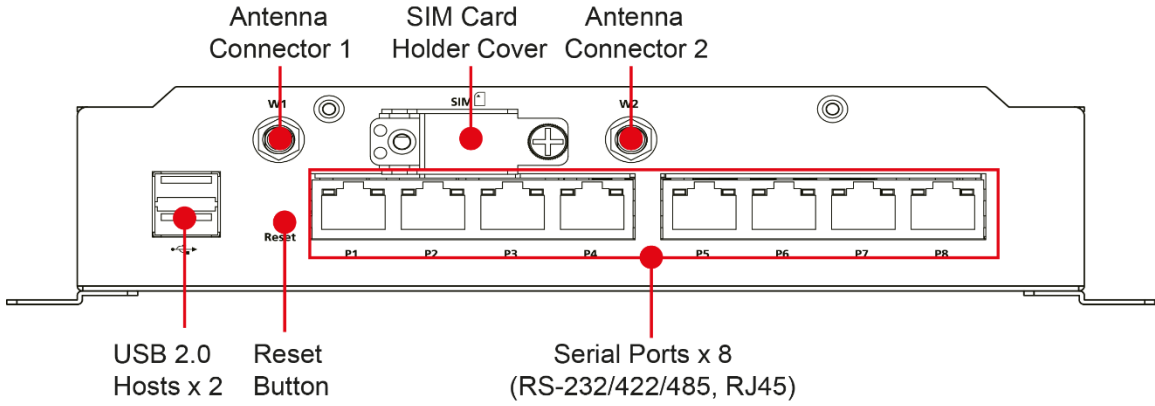 Antenna
Connector 1
SIM Card
Holder Cover
Antenna
Connector 2
W1
SIM
W2
Reset
P1
P2
P3
P4
P5
P6
P7
P8
USB 2.0
Hosts x 2
Reset
Button
Serial Ports x 8
(RS-232/422/485, RJ45)